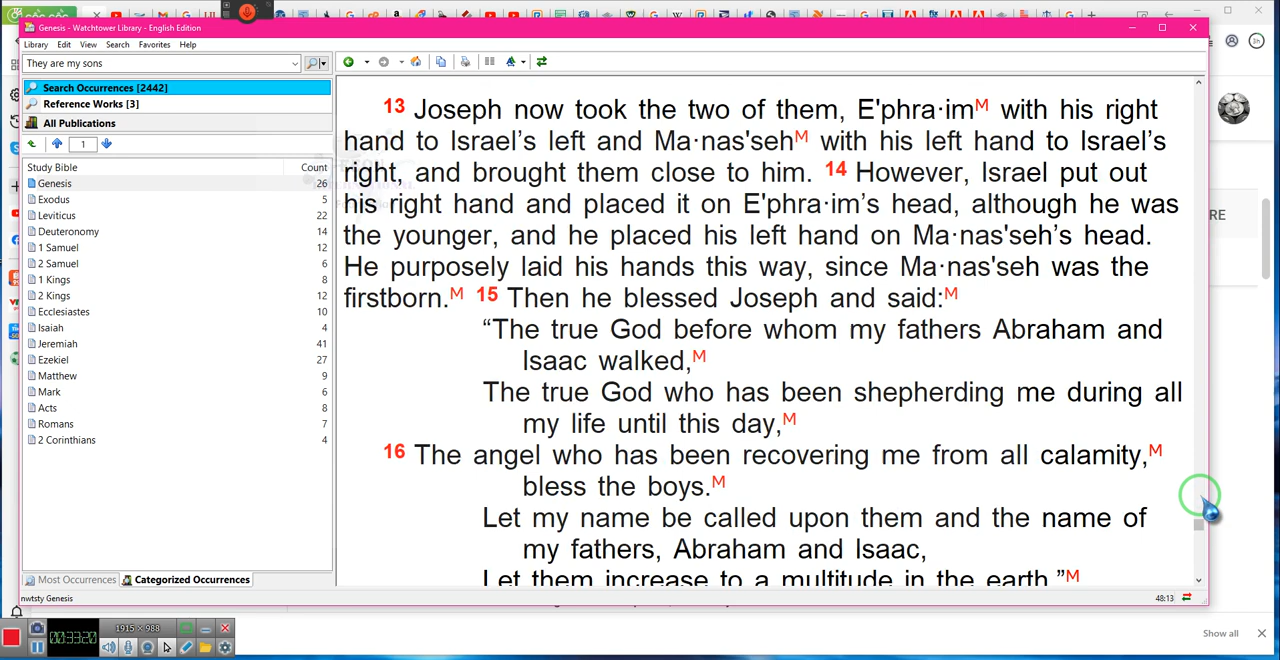 Genesis - Watchtower Library - English Edition
Library Edit View Search Favorites Help
They are my sons
Search Occurrences [2442]
Reference Works [3]
All Publications
1
Study Bible Count
Genesis 26
Exodus 5
Leviticus 22
Deuteronomy 14
1 Samuel 12
2 Samuel 6
1 Kings 8
2 Kings 12
Ecclesiastes 10
Isaiah 4
Jeremiah 41
Ezekiel 27
Matthew 9
Mark 6
Acts 8
Romans 7
2 Corinthians 4
Most Occurrences Categorized Occurrences
nwtsty Genesis
13 Joseph now took the two of them, E'phra·im M with his right
hand to Israel’s left and Ma·nas'seh M with his left hand to Israel’s
right, and brought them close to him. 14 However, Israel put out
his right hand and placed it on E'phra·im’s head, although he was
the younger, and he placed his left hand on Ma·nas'seh’s head.
He purposely laid his hands this way, since Ma·nas'seh was the
firstborn. M 15 Then he blessed Joseph and said: M
“The true God before whom my fathers Abraham and
Isaac walked, M
The true God who has been shepherding me during all
my life until this day, M
16 The angel who has been recovering me from all calamity, M
bless the boys. M
Let my name be called upon them and the name of
my fathers, Abraham and Isaac,
Let them increase to a multitude in the earth.” M
48:13
RE
1915 x 988
00:33:20
Show all